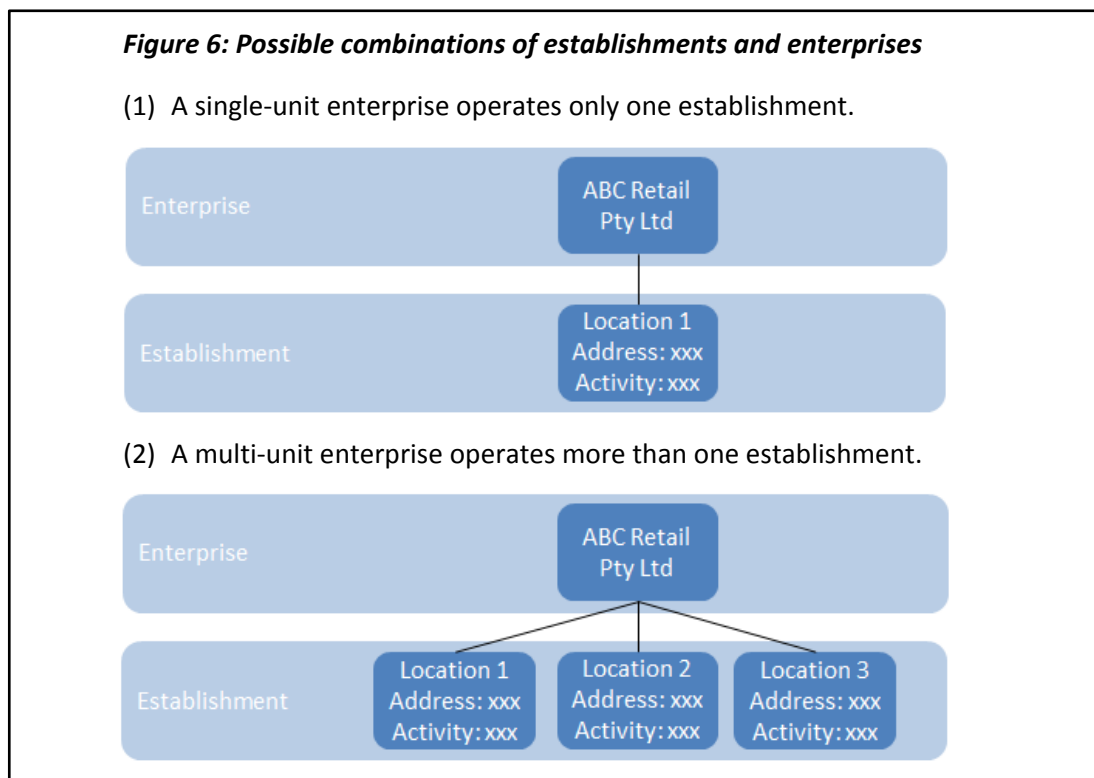 Figure 6: Possible combinations of establishments and enterprises
(1) A single-unit enterprise operates only one establishment.
Enterprise
ABC Retail
Pty Ltd
Establishment
Location 1
Address: xxx
Activity: xxx
(2) A multi-unit enterprise operates more than one establishment.
Enterprise
ABC Retail
Pty Ltd
Establishment
Location 1
Address: xxx
Activity: xxx
Location 2
Address: xxx
Activity: xxx
Location 3
Address: xxx
Activity: xxx